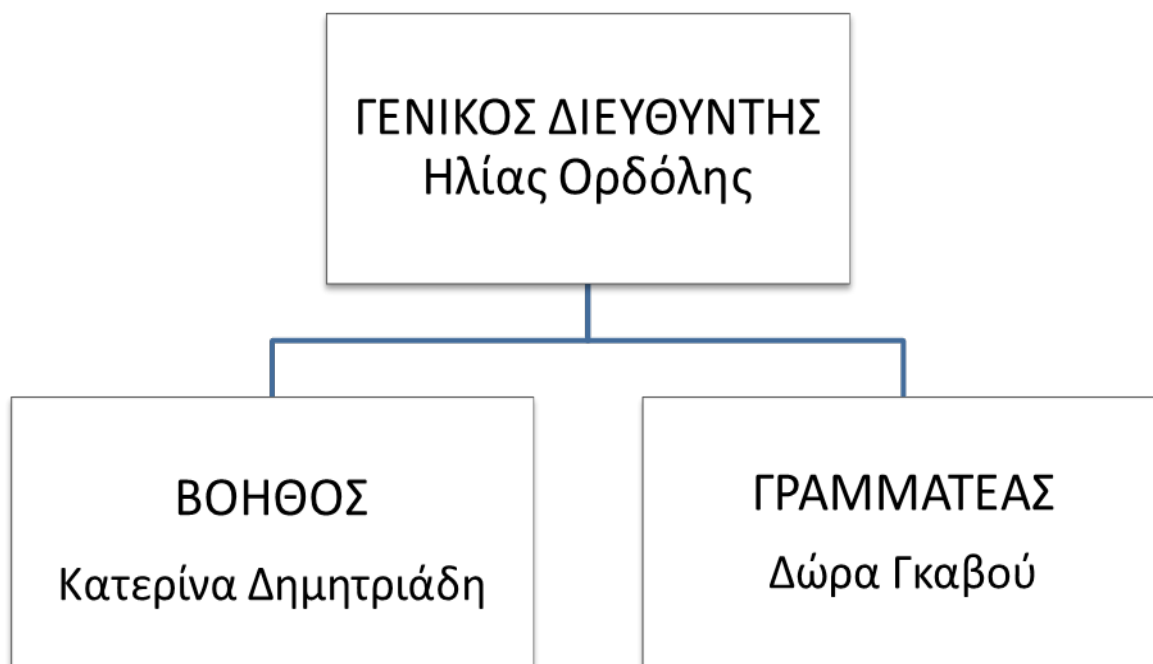 ΓΕΝΙΚΟΣ ΔΙΕΥΘΥΝΤΗΣ
Ηλίας Ορδόλης
ΒΟΗΘΟΣ
Κατερίνα Δημητριάδη
ΓΡΑΜΜΑΤΕΑΣ
Δώρα Γκαβού